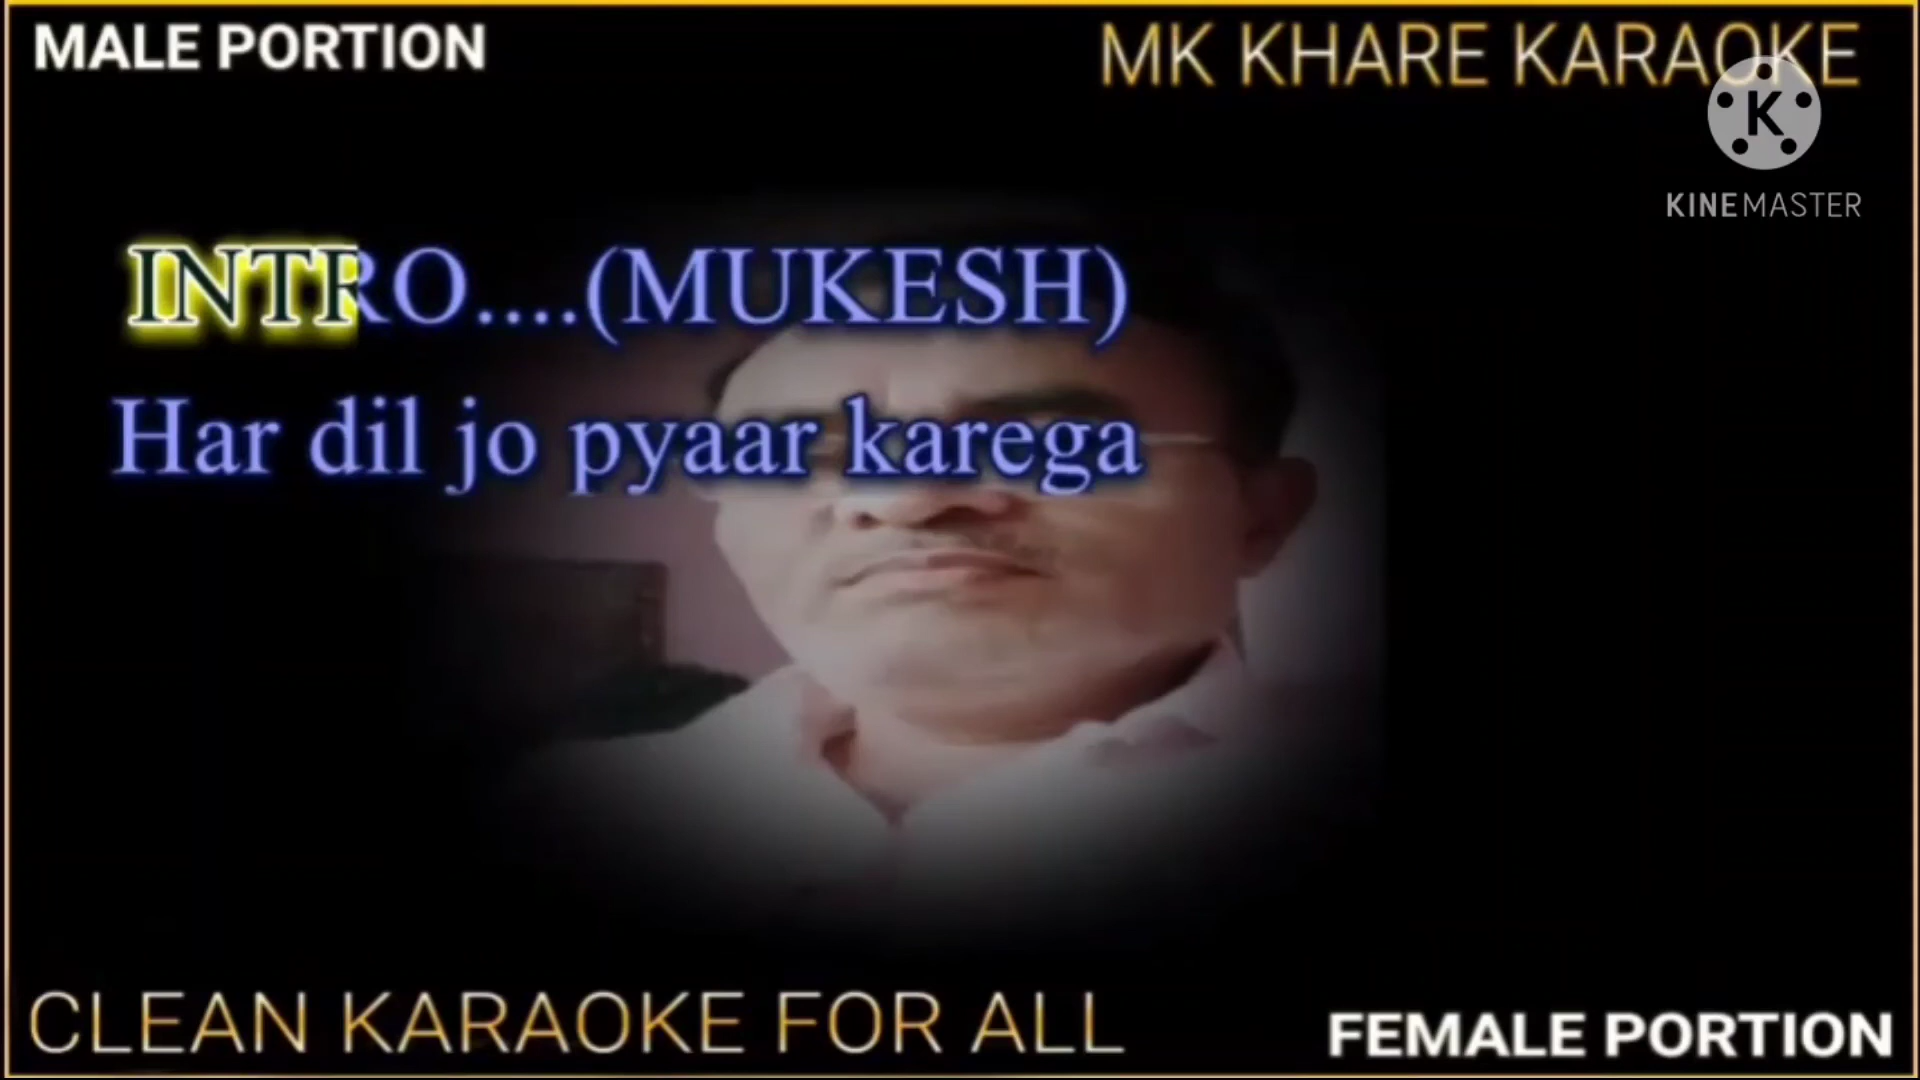 MALE PORTION
MK KHARE KARAOKE
K
KINEMASTER
INTRO....(MUKESH)
Har dil jo pyaar karega
CLEAN KARAOKE FOR ALL
FEMALE PORTION